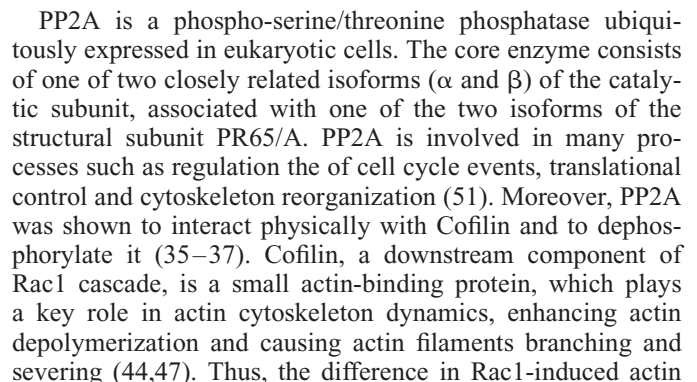 PP2A is a phospho-serine/threonine phosphatase ubiqui-
tously expressed in eukaryotic cells. The core enzyme consists
of one of two closely related isoforms (α and β) of the cataly-
tic subunit, associated with one of the two isoforms of the
structural subunit PR65/A. PP2A is involved in many pro-
cesses such as regulation the of cell cycle events, translational
control and cytoskeleton reorganization (51). Moreover, PP2A
was shown to interact physically with Cofilin and to dephos-
phorylate it (35–37). Cofilin, a downstream component of
Rac1 cascade, is a small actin-binding protein, which plays
a key role in actin cytoskeleton dynamics, enhancing actin
depolymerization and causing actin filaments branching and
severing (44,47). Thus, the difference in Rac1-induced actin